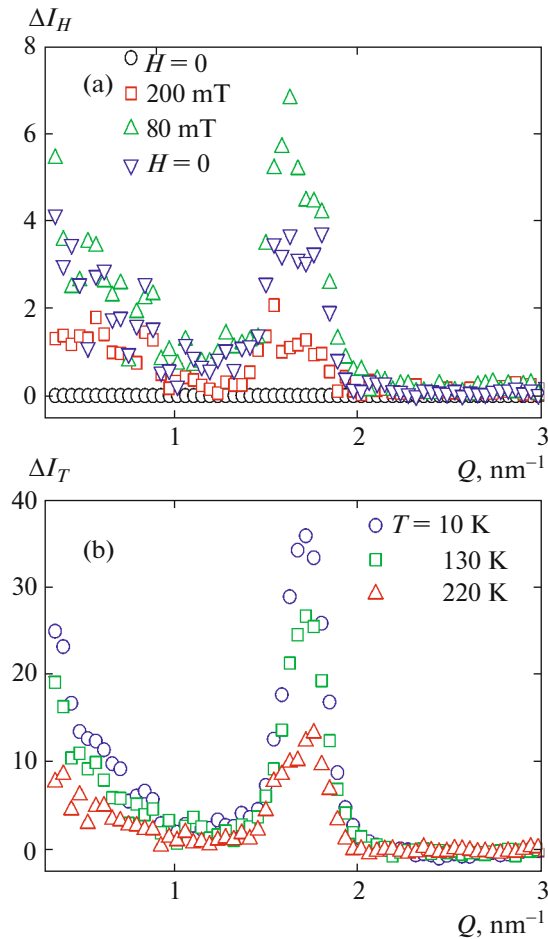 ΔI_H
(a)
H = 0
200 mT
80 mT
H = 0
8
6
4
2
0
1 2 3
Q, nm⁻¹
ΔI_T
(b)
T = 10 K
130 K
220 K
40
30
20
10
0
1 2 3
Q, nm⁻¹